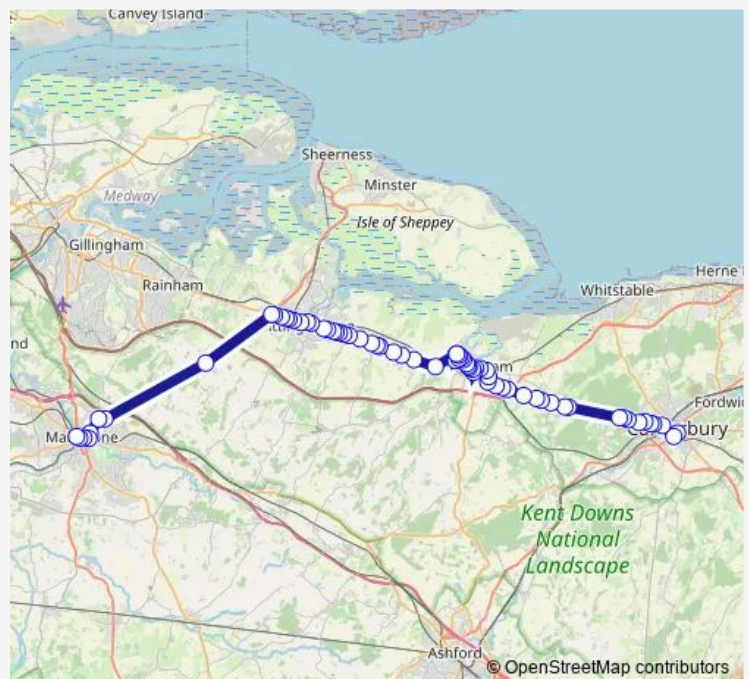 Canvey Island
Sheerness
Minster
Medway
Isle of Sheppey
Gillingham
Herne
Rainham
Whitstable
nd
am
Fordwi
bury
Kent Downs
National
Landscape
Ashford
© OpenStreetMap contributors